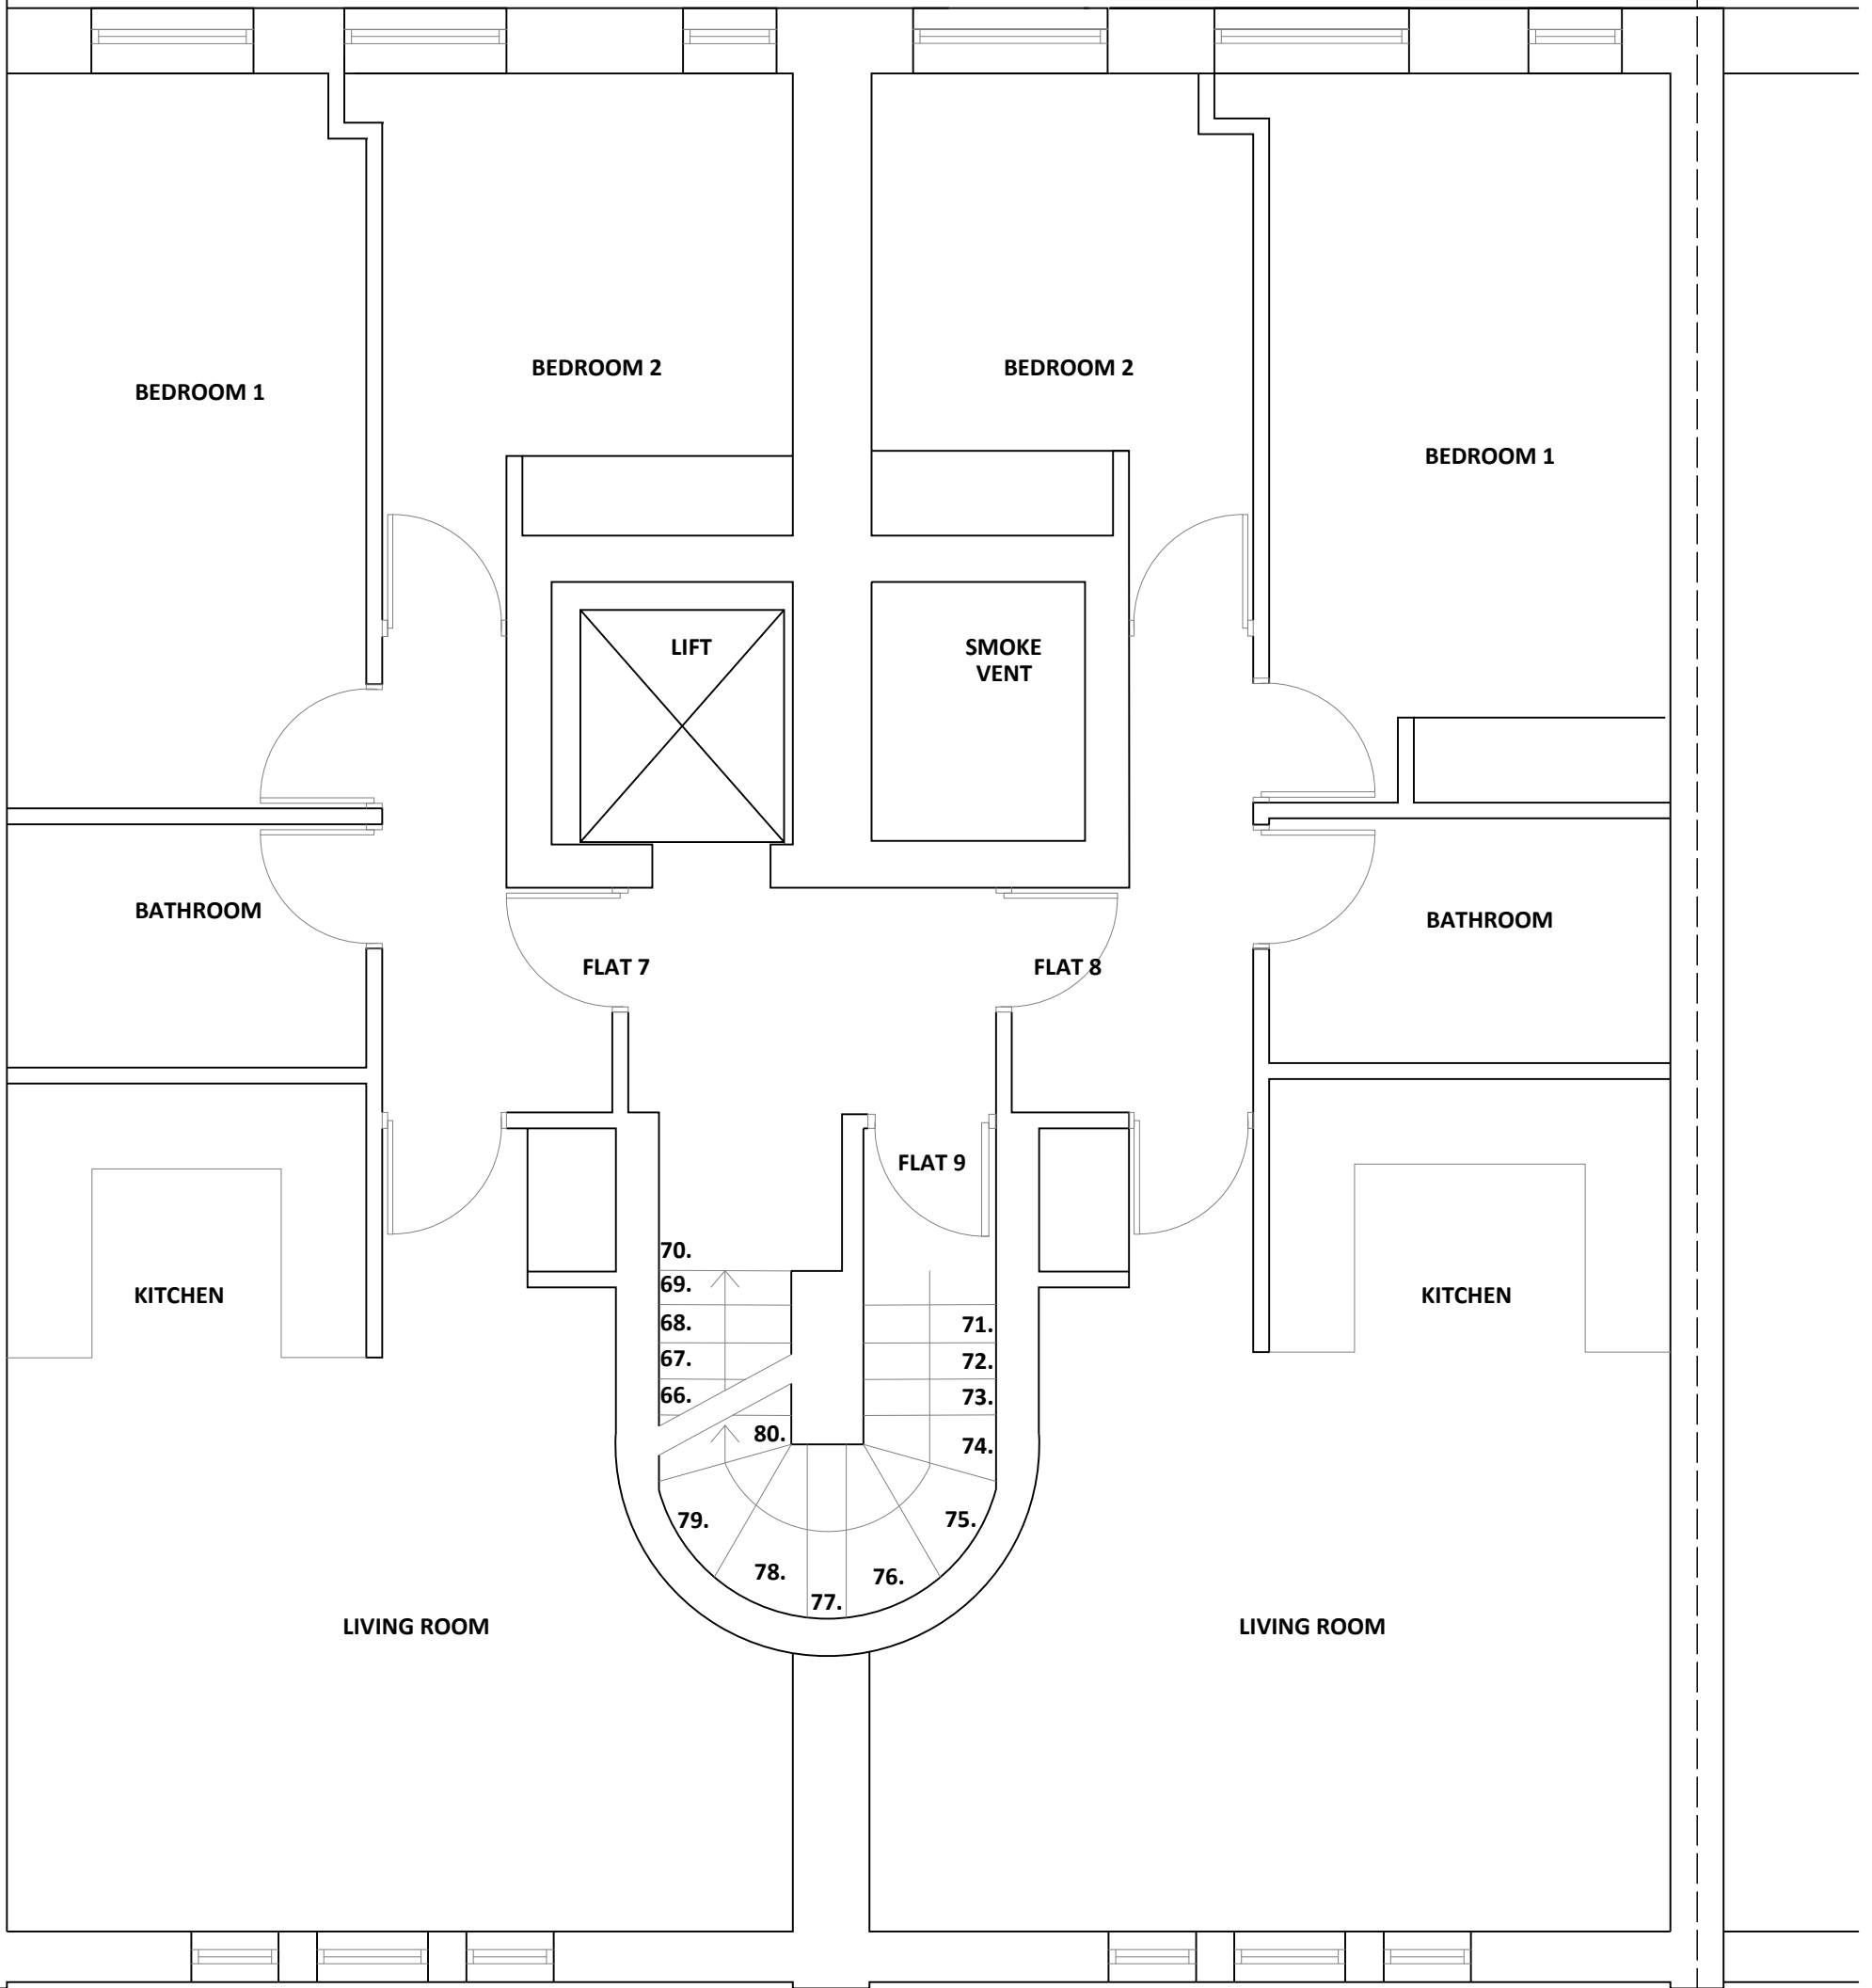 BEDROOM 2
BEDROOM 2
BEDROOM 1
BEDROOM 1
LIFT
SMOKE
VENT
BATHROOM
BATHROOM
FLAT 7
FLAT 8
FLAT 9
70.
69.
KITCHEN
KITCHEN
68.
71.
67.
72.
66.
73.
80.
74.
79.
75.
78.
76.
77.
LIVING ROOM
LIVING ROOM